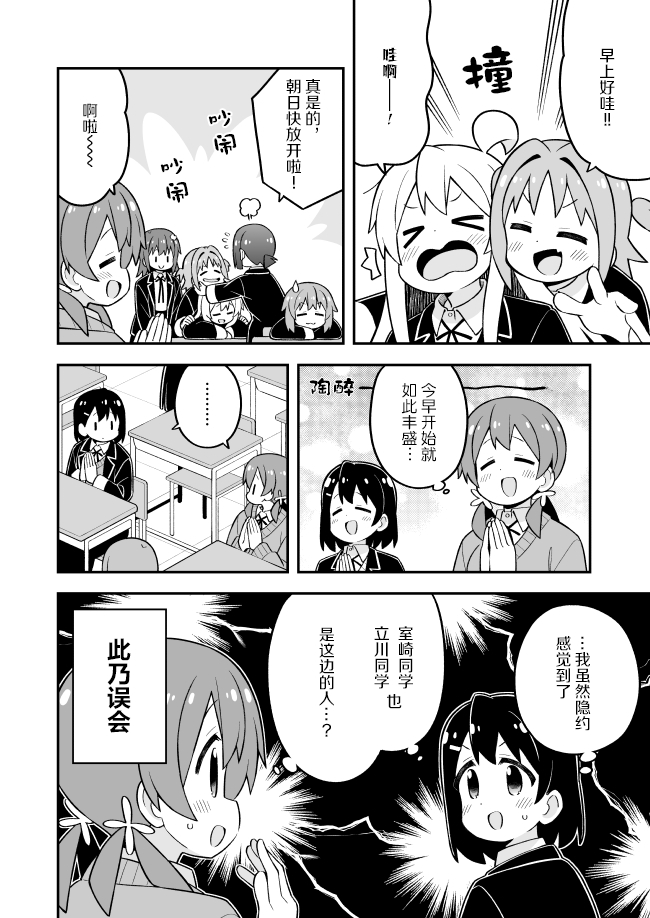 早上好哇!!
撞
哇啊——!
真是的，
朝日快放开啦！
吵闹
吵闹
啊啦～～
今早开始就
如此丰盛…
陶醉——
………
…我虽然隐约
感觉到了
室崎同学
立川同学 也
是这边的人…？
此乃误会